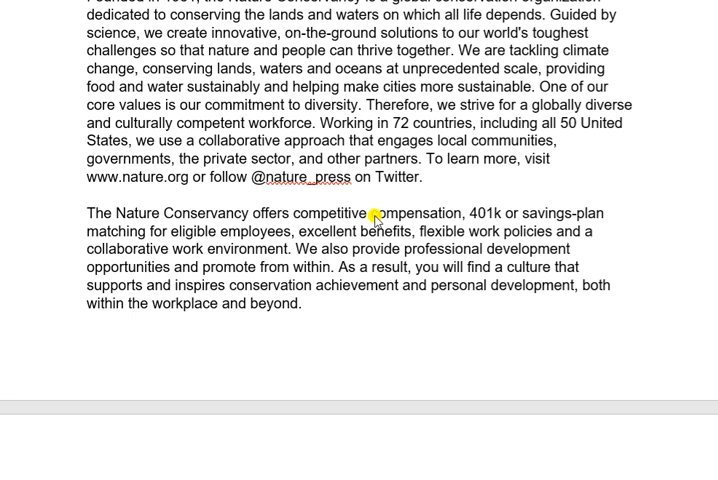 dedicated to conserving the lands and waters on which all life depends. Guided by
science, we create innovative, on-the-ground solutions to our world's toughest
challenges so that nature and people can thrive together. We are tackling climate
change, conserving lands, waters and oceans at unprecedented scale, providing
food and water sustainably and helping make cities more sustainable. One of our
core values is our commitment to diversity. Therefore, we strive for a globally diverse
and culturally competent workforce. Working in 72 countries, including all 50 United
States, we use a collaborative approach that engages local communities,
governments, the private sector, and other partners. To learn more, visit
www.nature.org or follow @nature_press on Twitter.
The Nature Conservancy offers competitive compensation, 401k or savings-plan
matching for eligible employees, excellent benefits, flexible work policies and a
collaborative work environment. We also provide professional development
opportunities and promote from within. As a result, you will find a culture that
supports and inspires conservation achievement and personal development, both
within the workplace and beyond.